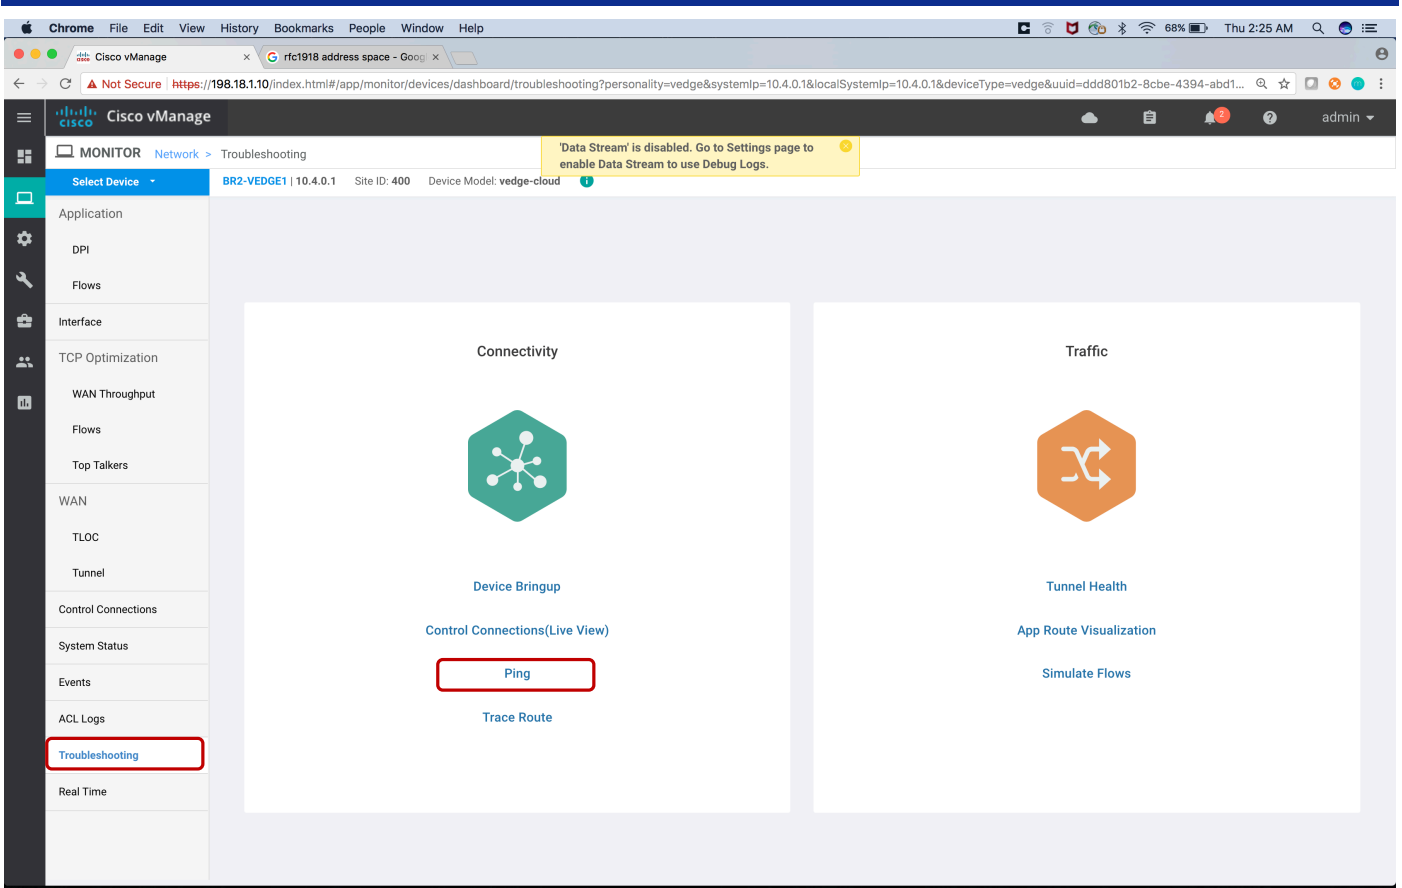 Chrome File Edit View History Bookmarks People Window Help 68% Thu 2:25 AM
Cisco vManage × G rfc1918 address space - Goog ×
Not Secure https://198.18.1.10/index.html#/app/monitor/devices/dashboard/troubleshooting?personality=vedge&systemIp=10.4.0.1&localSystemIp=10.4.0.1&deviceType=vedge&uuid=ddd801b2-8cbe-4394-abd1...
cisco Cisco vManage 2 admin
MONITOR Network > Troubleshooting
'Data Stream' is disabled. Go to Settings page to
enable Data Stream to use Debug Logs.
Select Device BR2-VEDGE1 | 10.4.0.1 Site ID: 400 Device Model: vedge-cloud
Application
DPI
Flows
Interface
TCP Optimization
WAN Throughput
Flows
Top Talkers
WAN
TLOC
Tunnel
Control Connections
System Status
Events
ACL Logs
Troubleshooting
Real Time
Connectivity
Device Bringup
Control Connections(Live View)
Ping
Trace Route
Traffic
Tunnel Health
App Route Visualization
Simulate Flows